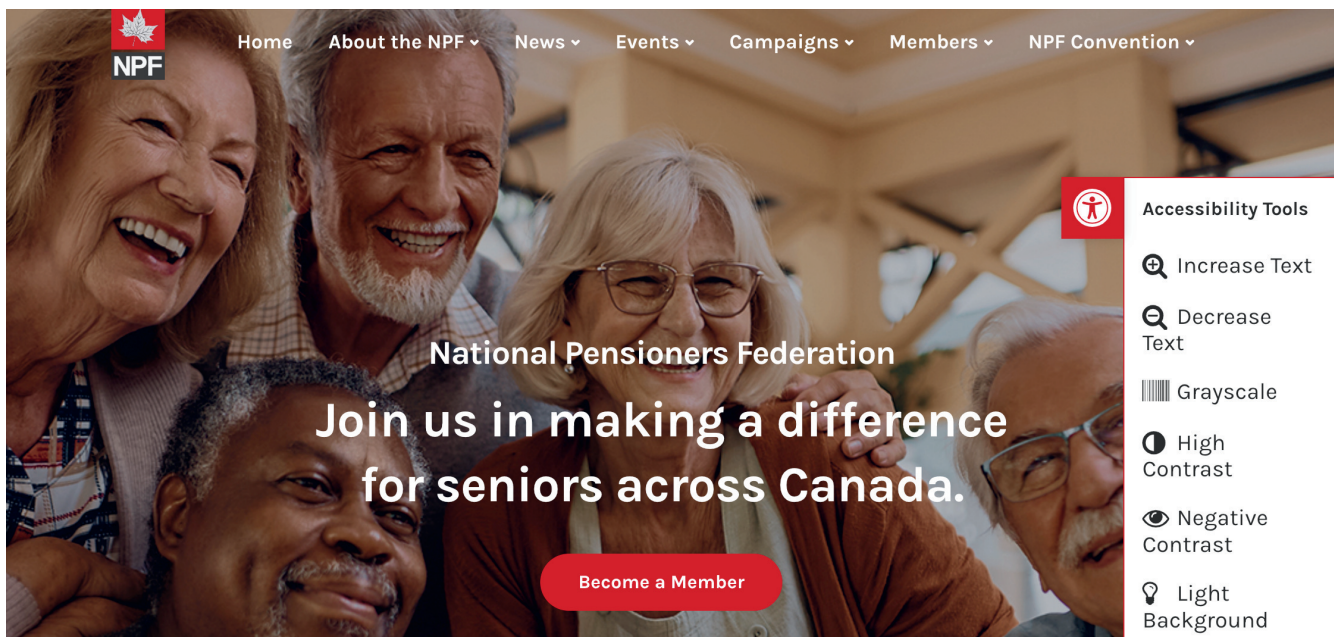 NPF
Home About the NPF News Events Campaigns Members NPF Convention
Accessibility Tools
Increase Text
Decrease
Text
Grayscale
High
Contrast
Negative
Contrast
Light
Background
National Pensioners Federation
Join us in making a difference
for seniors across Canada.
Become a Member